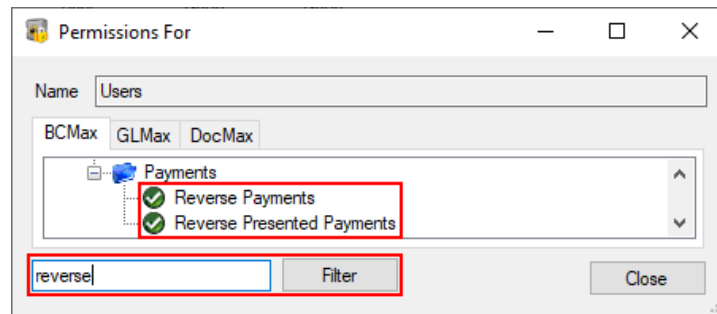 Permissions For
Name Users
BCMax GLMax DocMax
Payments
Reverse Payments
Reverse Presented Payments
reverse Filter Close